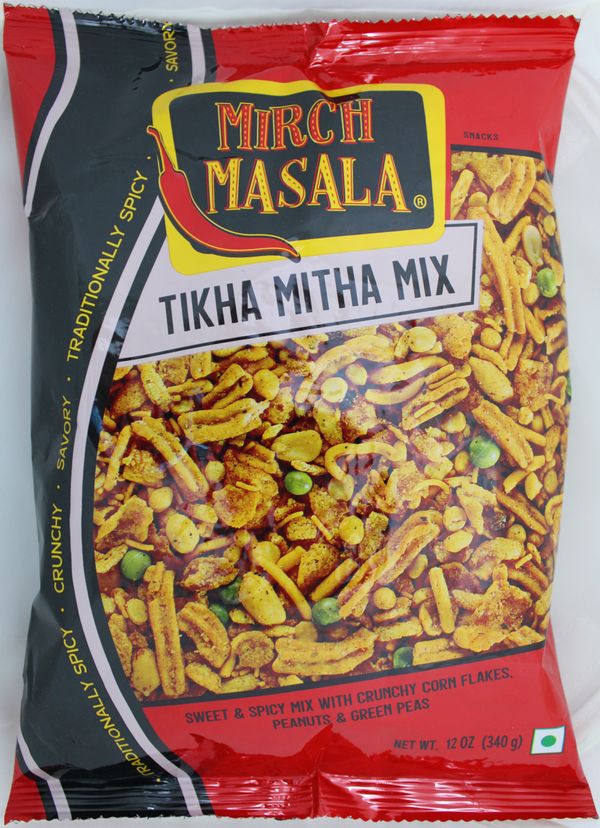 SAVORY
MIRCH
MASALA®
SNACKS
TIKHA MITHA MIX
TRADITIONALLY SPICY · CRUNCHY · SAVORY · TRADITIONALLY SPICY ·
SWEET & SPICY MIX WITH CRUNCHY CORN FLAKES,
PEANUTS & GREEN PEAS
NET WT. 12 OZ (340 g)